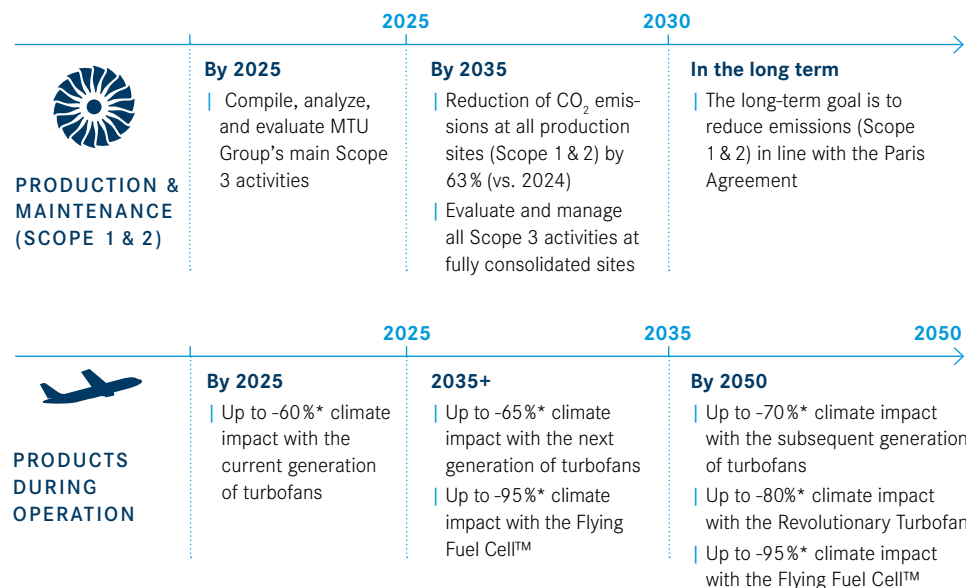 2025
2030
PRODUCTION &
MAINTENANCE
(SCOPE 1 & 2)
By 2025
| Compile, analyze,
and evaluate MTU
Group's main Scope
3 activities
By 2035
| Reduction of CO₂ emis-
sions at all production
sites (Scope 1 & 2) by
63 % (vs. 2024)
| Evaluate and manage
all Scope 3 activities at
fully consolidated sites
In the long term
| The long-term goal is to
reduce emissions (Scope
1 & 2) in line with the Paris
Agreement
2025
2035
2050
PRODUCTS
DURING
OPERATION
By 2025
| Up to -60 %* climate
impact with the
current generation
of turbofans
2035+
| Up to -65 %* climate
impact with the next
generation of turbofans
| Up to -95 %* climate
impact with the Flying
Fuel Cell™
By 2050
| Up to -70 %* climate impact
with the subsequent generation
of turbofans
| Up to -80%* climate impact
with the Revolutionary Turbofan
| Up to -95 %* climate impact
with the Flying Fuel Cell™